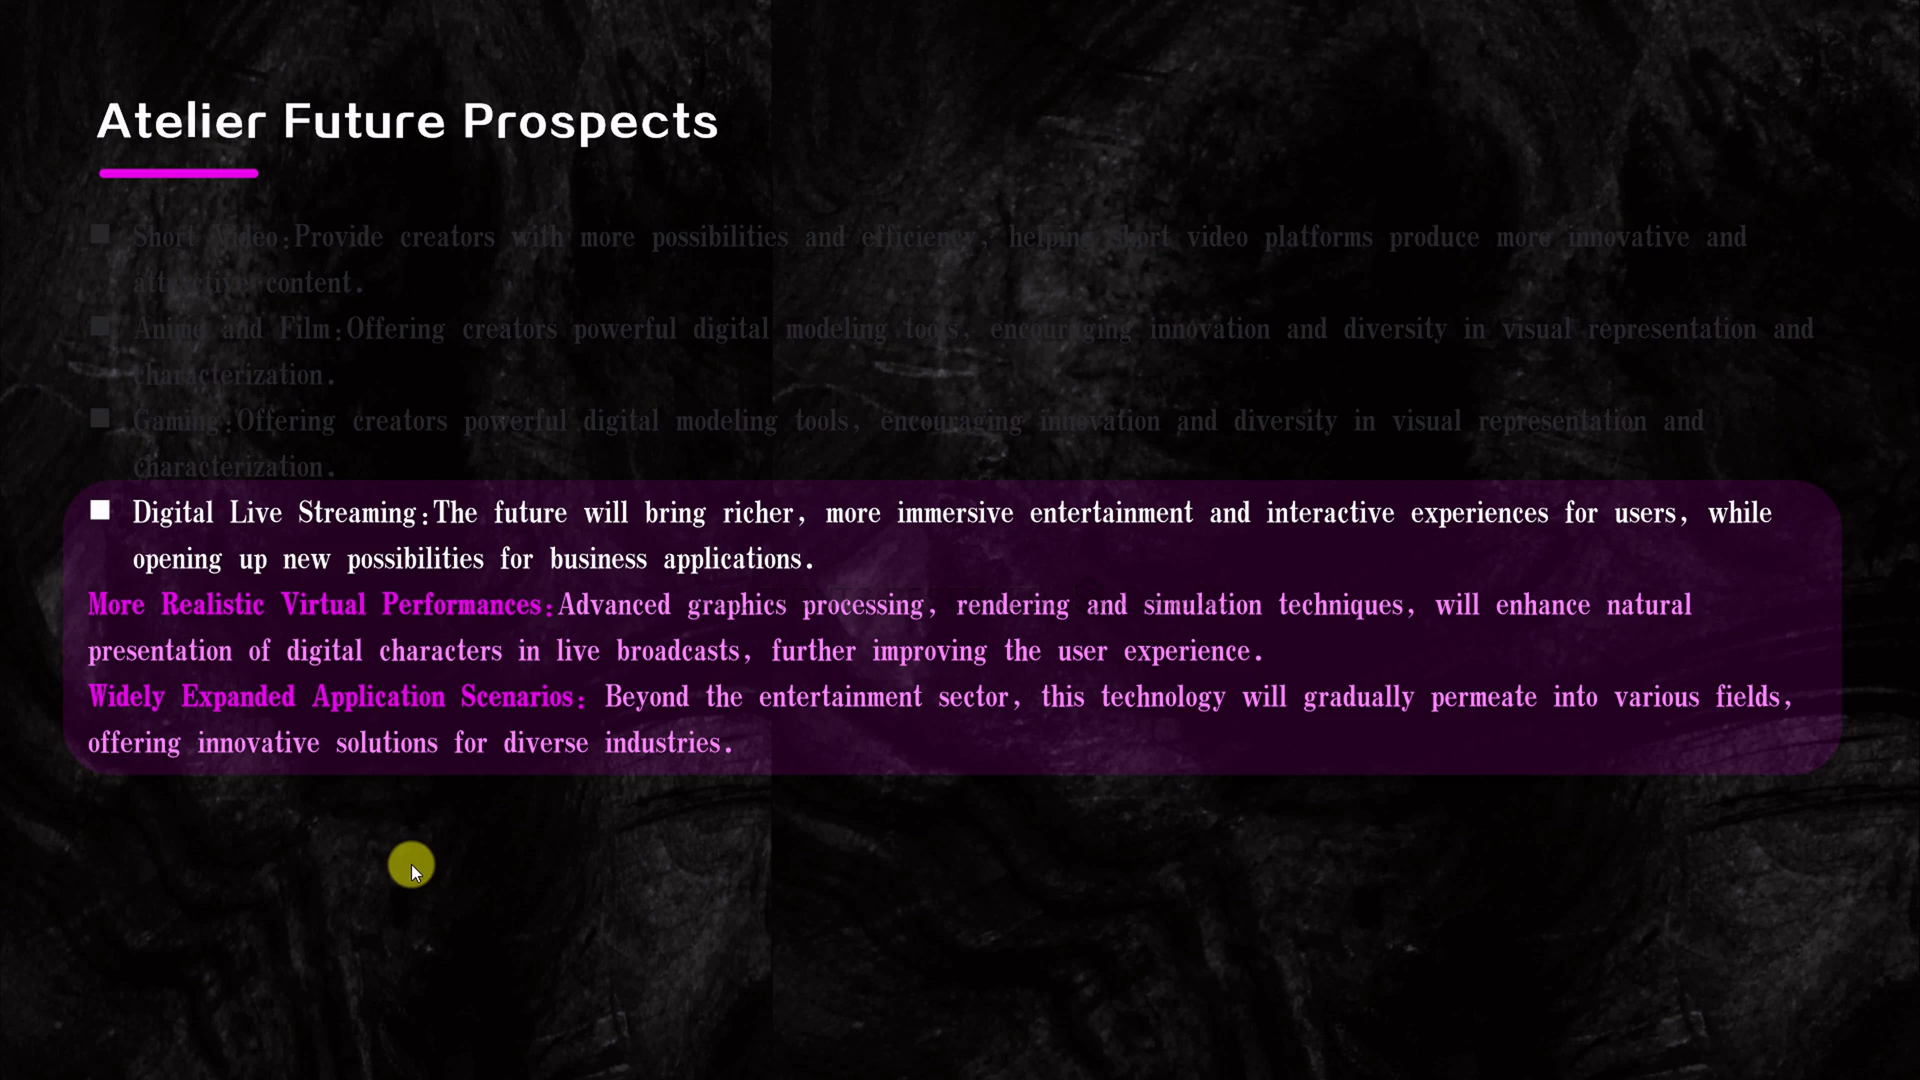 Atelier Future Prospects
Short Video:Provide creators with more possibilities and efficiency, helping short video platforms produce more innovative and
attractive content.
Anime and Film:Offering creators powerful digital modeling tools, encouraging innovation and diversity in visual representation and
characterization.
Gaming:Offering creators powerful digital modeling tools, encouraging innovation and diversity in visual representation and
characterization.
Digital Live Streaming:The future will bring richer, more immersive entertainment and interactive experiences for users, while
opening up new possibilities for business applications.
More Realistic Virtual Performances:Advanced graphics processing, rendering and simulation techniques, will enhance natural
presentation of digital characters in live broadcasts, further improving the user experience.
Widely Expanded Application Scenarios: Beyond the entertainment sector, this technology will gradually permeate into various fields,
offering innovative solutions for diverse industries.